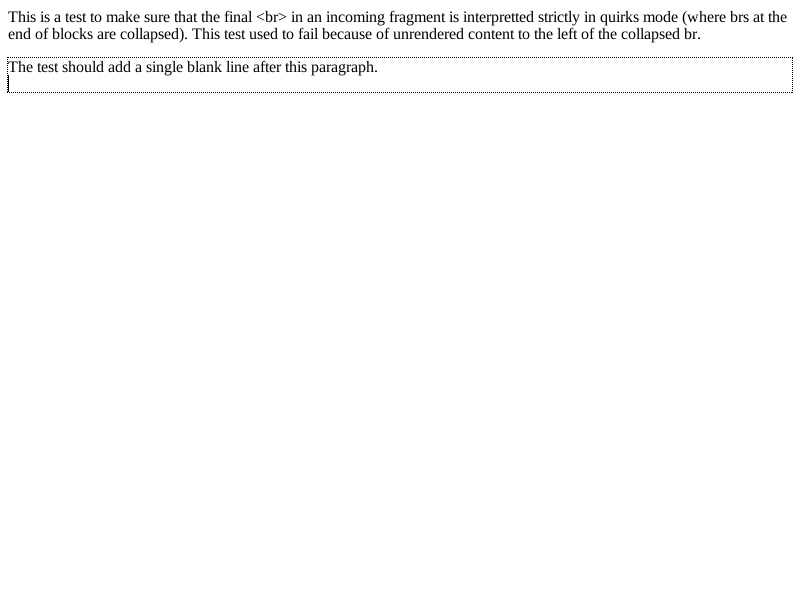 This is a test to make sure that the final <br> in an incoming fragment is interpretted strictly in quirks mode (where brs at the
end of blocks are collapsed). This test used to fail because of unrendered content to the left of the collapsed br.
The test should add a single blank line after this paragraph.